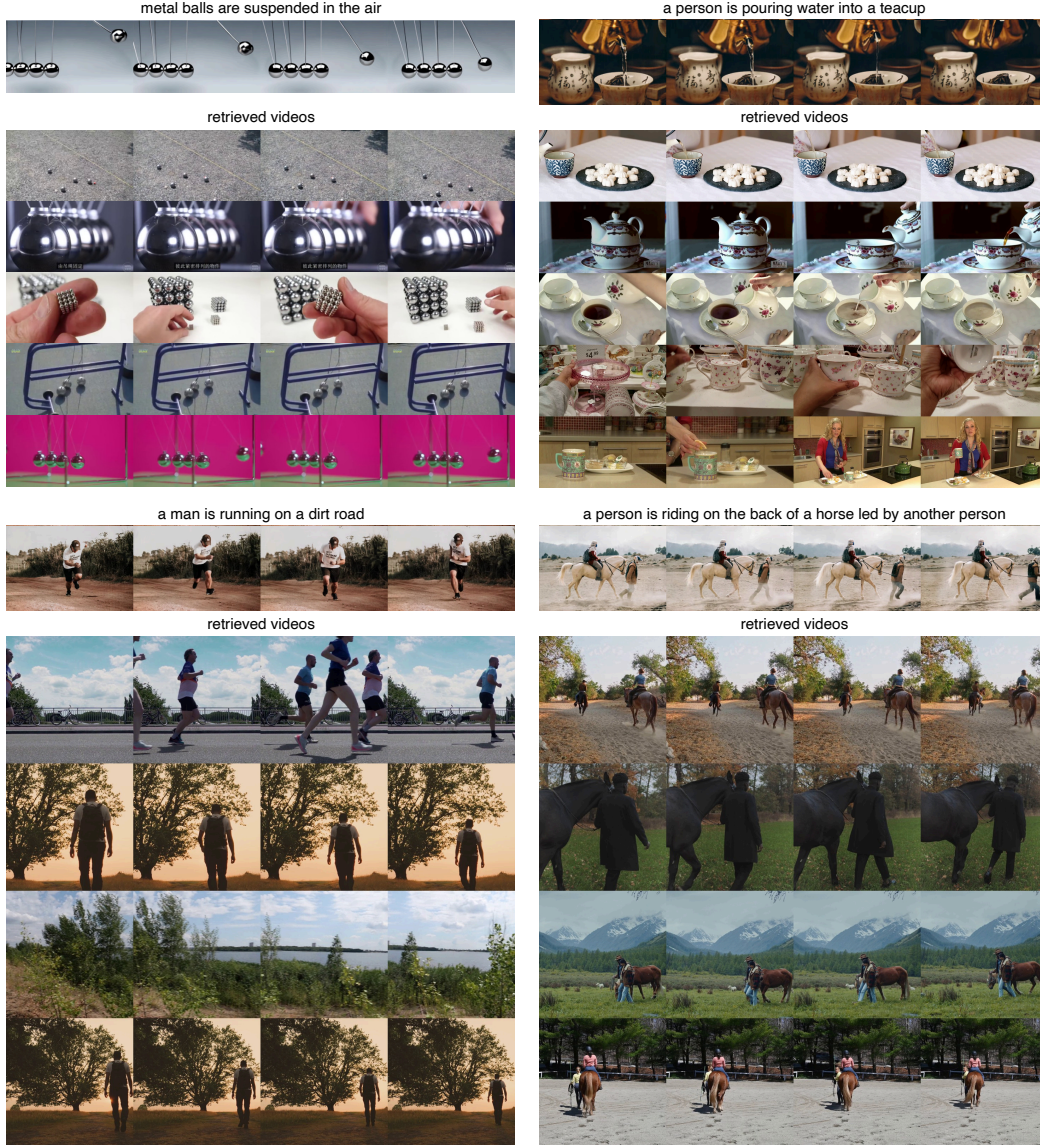 metal balls are suspended in the air
a person is pouring water into a teacup
retrieved videos
retrieved videos
a man is running on a dirt road
a person is riding on the back of a horse led by another person
retrieved videos
retrieved videos